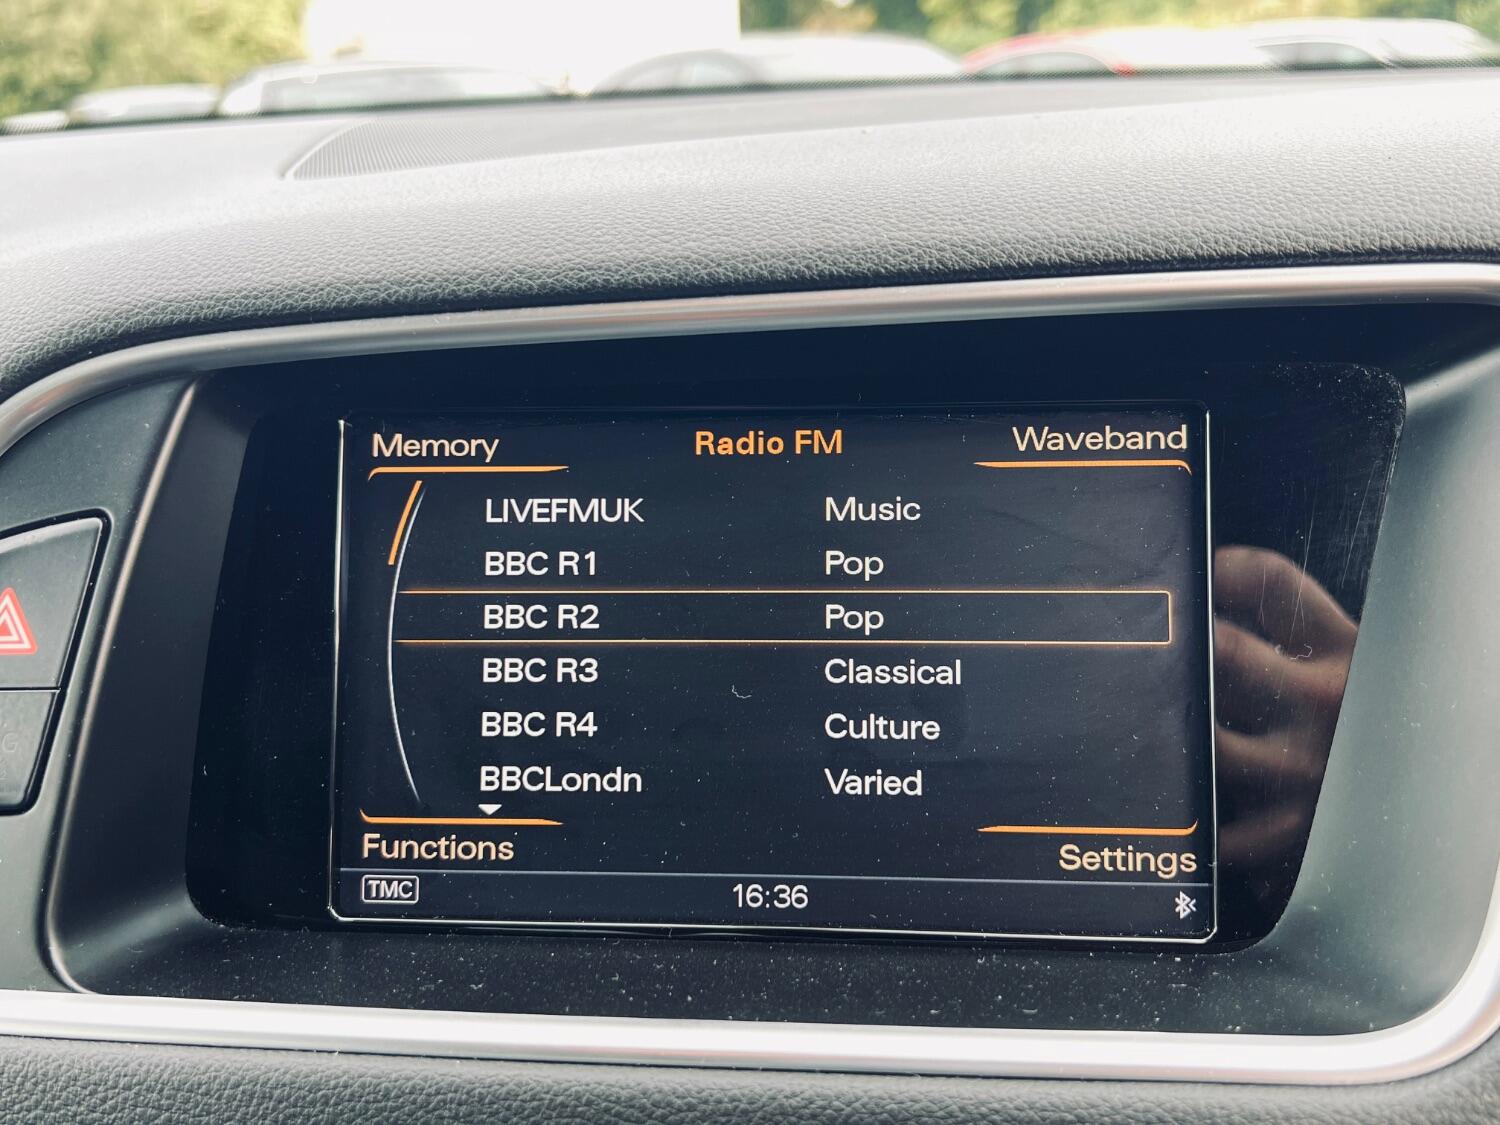 Memory Radio FM Waveband
LIVEFMUK Music
BBC R1 Pop
BBC R2 Pop
BBC R3 Classical
BBC R4 Culture
BBCLondn Varied
Functions Settings
TMC 16:36